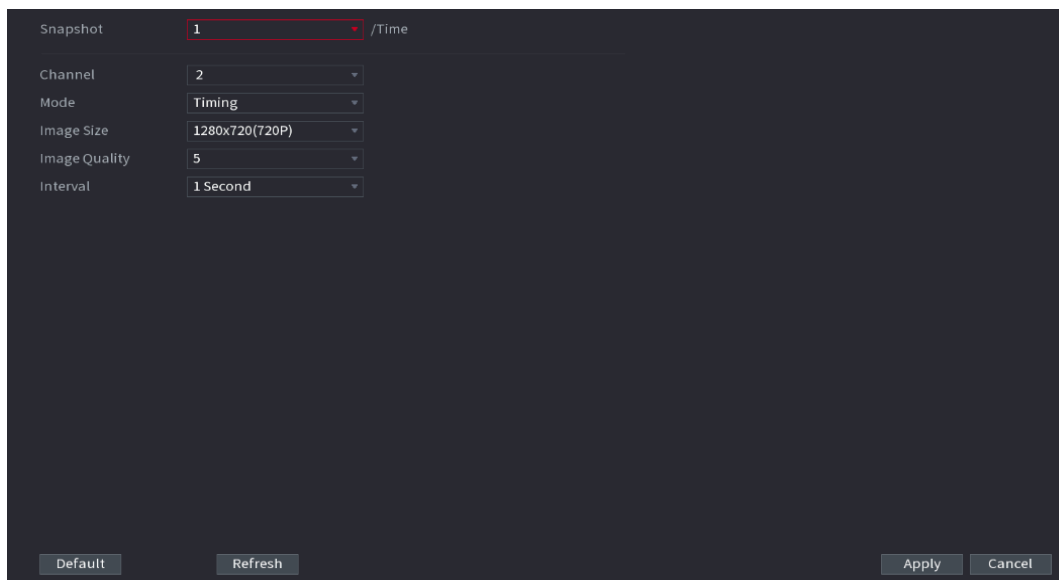 Snapshot 1 /Time
Channel 2
Mode Timing
Image Size 1280x720(720P)
Image Quality 5
Interval 1 Second
Default Refresh Apply Cancel